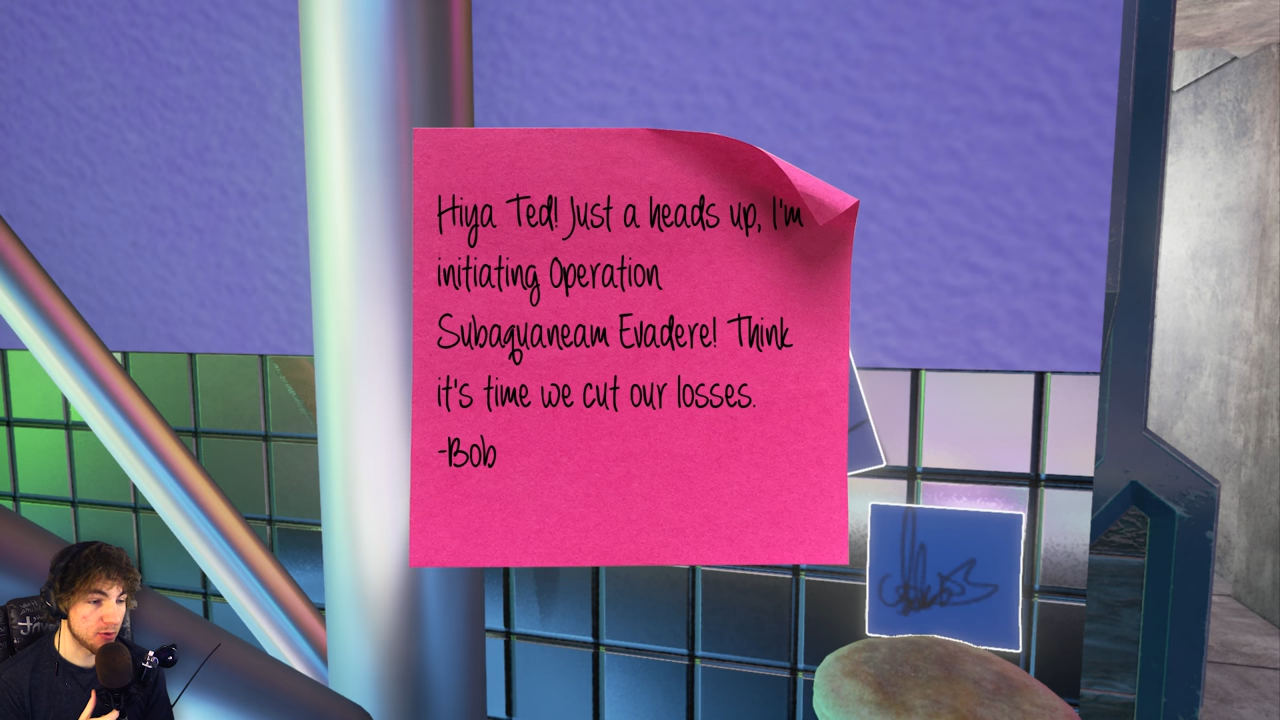 Hiya Ted! Just a heads up, I'm
initiating Operation
Subaquaneam Evadere! Think
it's time we cut our losses.
-Bob